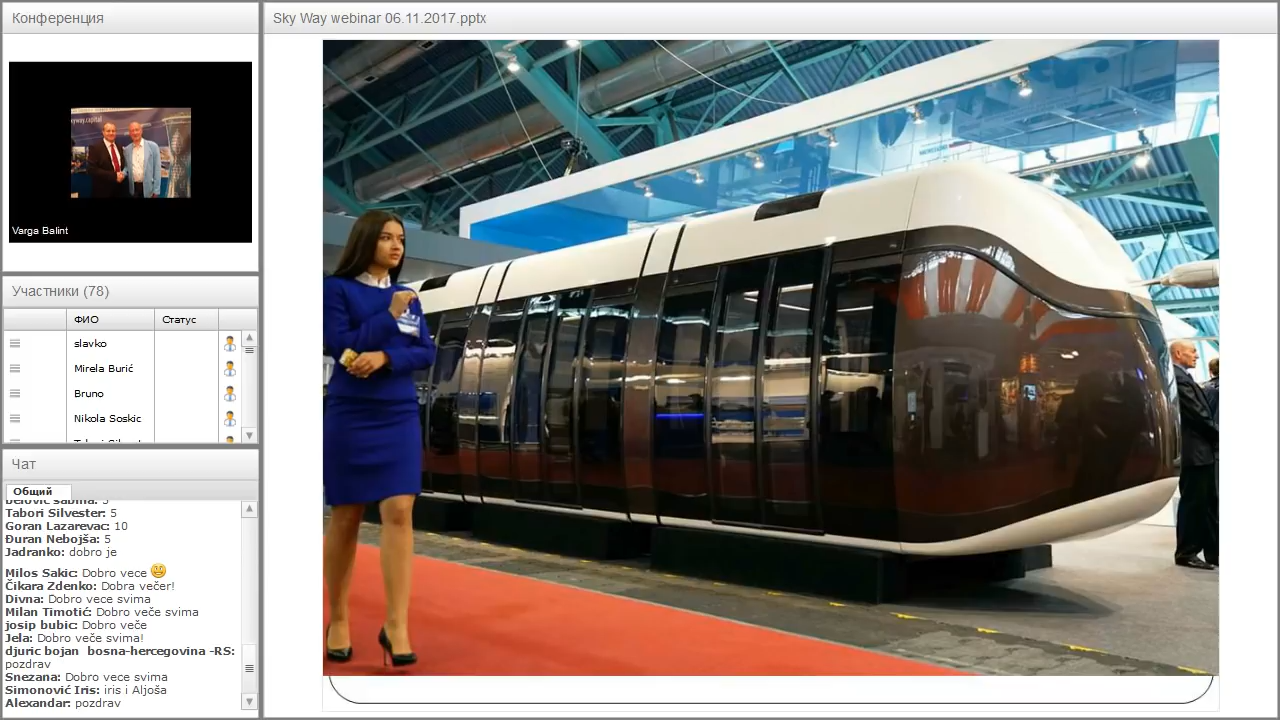 Конференция
Sky Way webinar 06.11.2017.pptx
Varga Balint
Участники (78)
ФИО
Статус
slavko
Mirela Burić
Bruno
Nikola Soskic
Чат
Общий
belovic sabina: 5
Tabori Silvester: 5
Goran Lazarevac: 10
Đuran Nebojša: 5
Jadranko: dobro je
Milos Sakic: Dobro vece
Čikara Zdenko: Dobra večer!
Divna: Dobro vece svima
Milan Timotić: Dobro veče svima
josip bubic: Dobro veče
Jela: Dobro veče svima!
djuric bojan bosna-hercegovina -RS:
pozdrav
Snezana: Dobro vece svima
Simonović Iris: iris i Aljoša
Alexandar: pozdrav